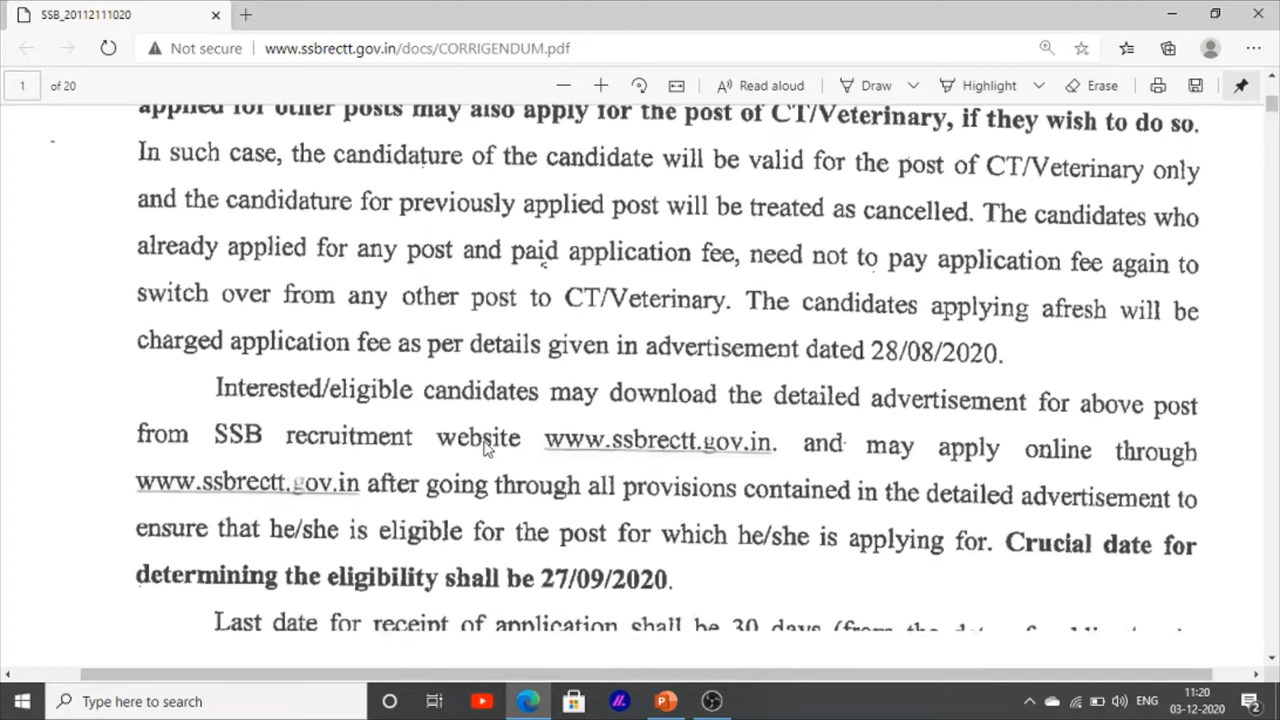 SSB_20112111020
Not secure | www.ssbrectt.gov.in/docs/CORRIGENDUM.pdf
1 of 20
Read aloud | Draw Highlight Erase
applied for other posts may also apply for the post of CT/Veterinary, if they wish to do so.
In such case, the candidature of the candidate will be valid for the post of CT/Veterinary only
and the candidature for previously applied post will be treated as cancelled. The candidates who
already applied for any post and paid application fee, need not to pay application fee again to
switch over from any other post to CT/Veterinary. The candidates applying afresh will be
charged application fee as per details given in advertisement dated 28/08/2020.
Interested/eligible candidates may download the detailed advertisement for above post
from SSB recruitment website www.ssbrectt.gov.in. and may apply online through
www.ssbrectt.gov.in after going through all provisions contained in the detailed advertisement to
ensure that he/she is eligible for the post for which he/she is applying for. Crucial date for
determining the eligibility shall be 27/09/2020.
Last date for receipt of application shall be 30 days (from the
Type here to search
ENG
11:20
03-12-2020
2